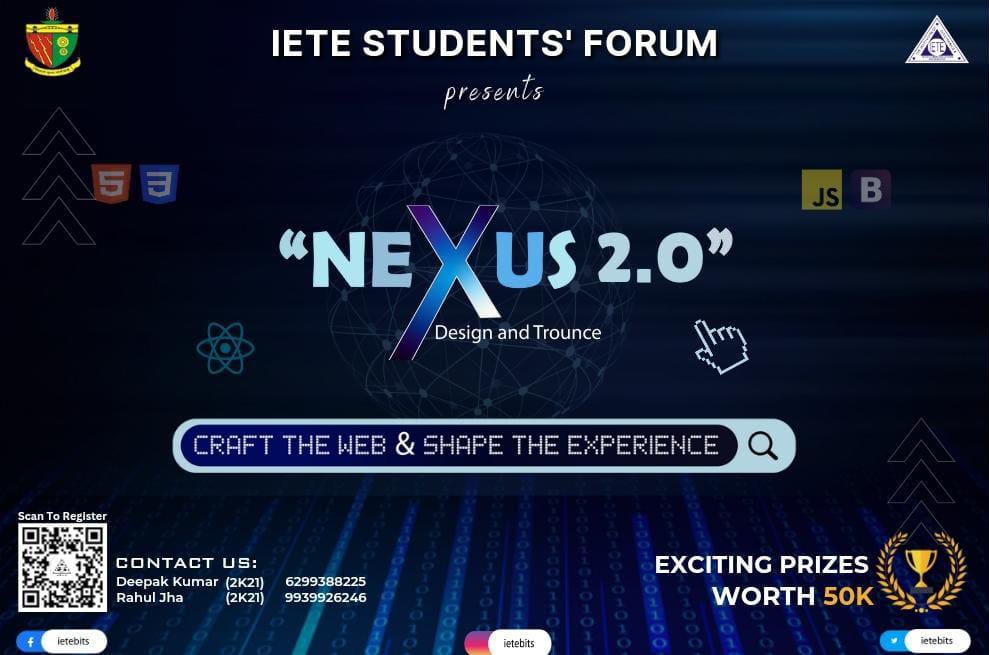 IETE STUDENTS' FORUM
IETE
presents
5 3
JS B
“NEXUS 2.0”
Design and Trounce
CRAFT THE WEB & SHAPE THE EXPERIENCE
Scan To Register
CONTACT US:
Deepak Kumar (2K21) 6299388225
Rahul Jha (2K21) 9939926246
EXCITING PRIZES
WORTH 50K
ietebits
ietebits
ietebits